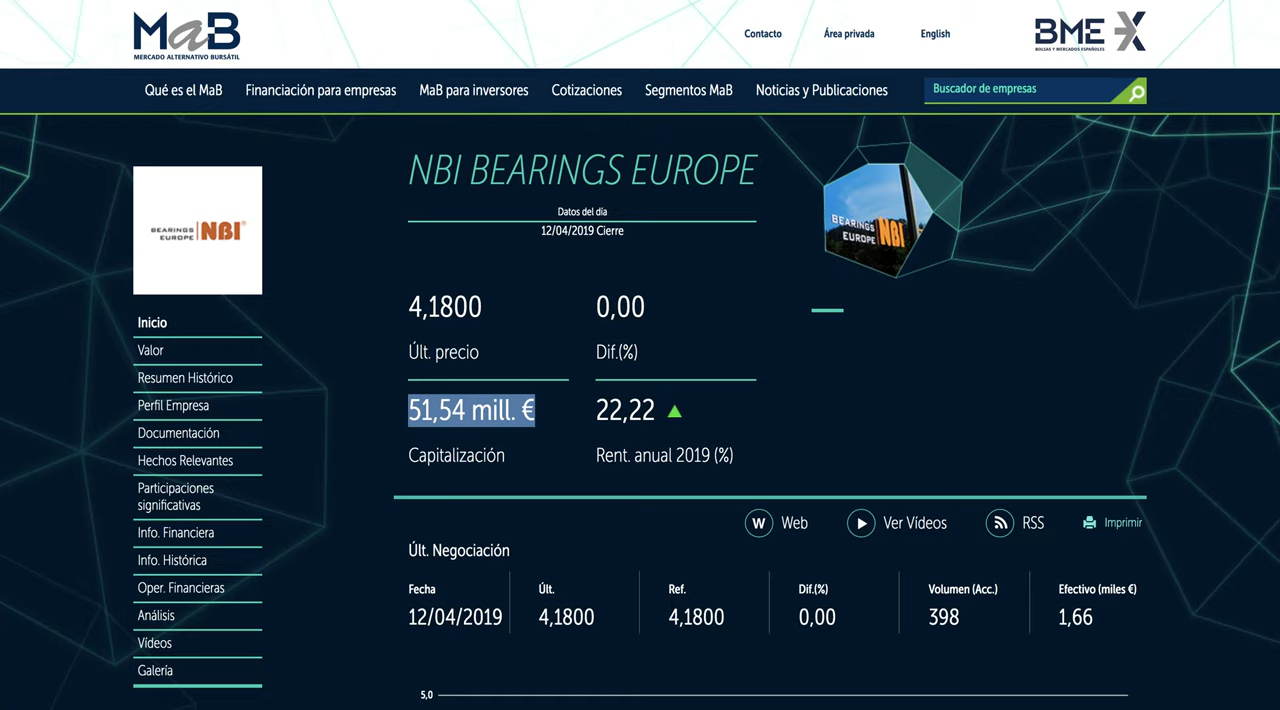 MaB
MERCADO ALTERNATIVO BURSÁTIL
Contacto
Área privada
English
BME
BOLSAS Y MERCADOS ESPAÑOLES
Qué es el MaB
Financiación para empresas
MaB para inversores
Cotizaciones
Segmentos MaB
Noticias y Publicaciones
Buscador de empresas
BEARINGS
EUROPE
NBI®
Inicio
Valor
Resumen Histórico
Perfil Empresa
Documentación
Hechos Relevantes
Participaciones
significativas
Info. Financiera
Info. Histórica
Oper. Financieras
Análisis
Vídeos
Galería
NBI BEARINGS EUROPE
Datos del día
12/04/2019 Cierre
BEARINGS
EUROPE
NBI
4,1800
0,00
Últ. precio
Dif.(%)
51,54 mill. €
22,22
Capitalización
Rent. anual 2019 (%)
W Web
Ver Vídeos
RSS
Imprimir
Últ. Negociación
Fecha Últ. Ref. Dif.(%) Volumen (Acc.) Efectivo (miles €)
12/04/2019 4,1800 4,1800 0,00 398 1,66
5,0